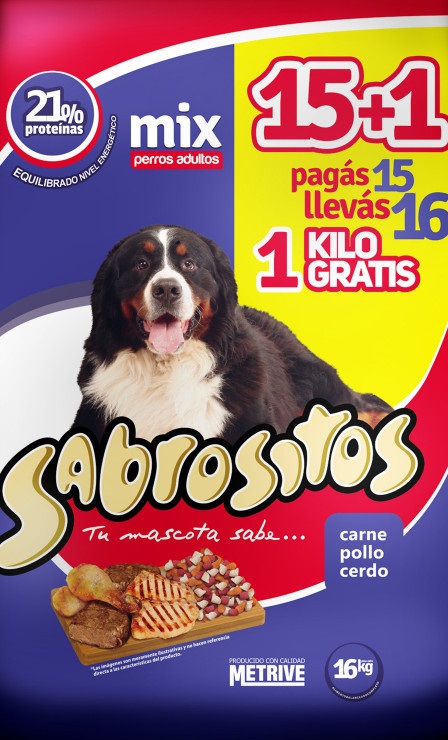 21%
proteínas
EQUILIBRADO NIVEL ENERGÉTICO
mix
perros adultos
15+1
pagás 15
llevás 16
1 KILO
GRATIS
Sabrositos
Tu mascota sabe...
carne
pollo
cerdo
*Las imágenes son meramente ilustrativas y no hacen referencia
directa a las características del producto.
PRODUCIDO CON CALIDAD
METRIVE
16kg